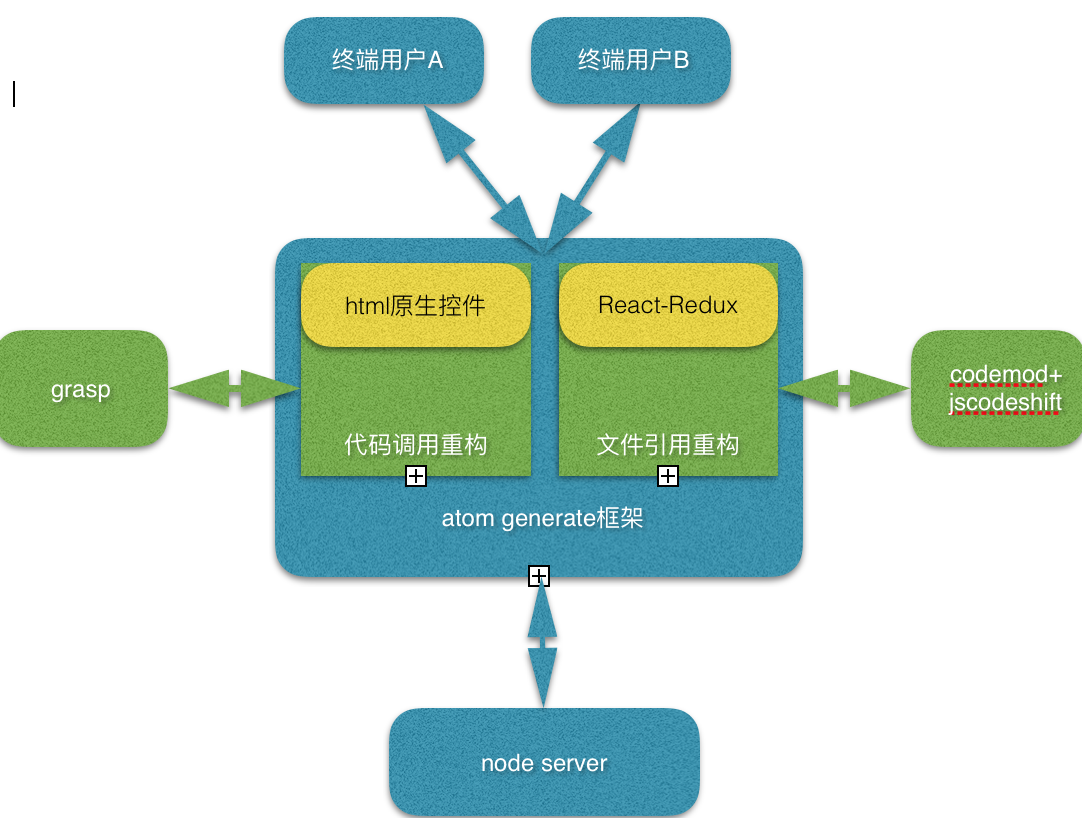 终端用户A
终端用户B
html原生控件
React-Redux
grasp
codemod+
jscodeshift
代码调用重构
文件引用重构
atom generate框架
node server